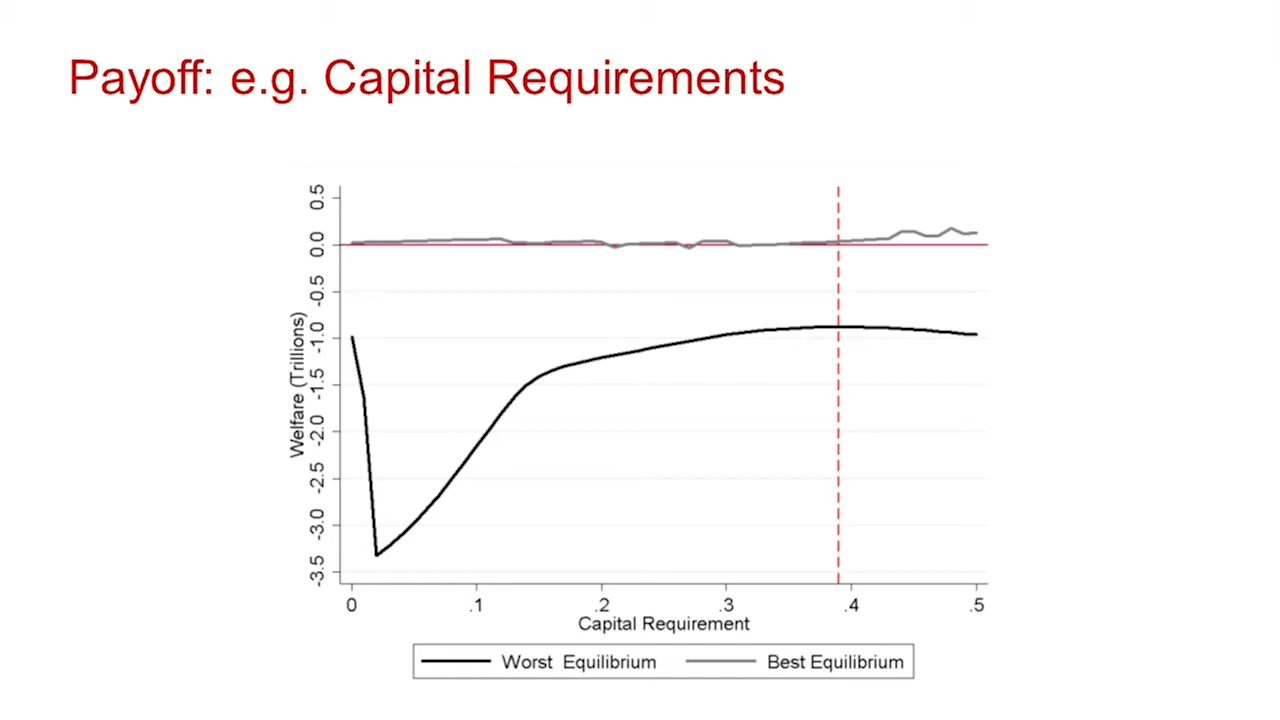 Payoff: e.g. Capital Requirements
0.5
0.0
-0.5
-1.0
-1.5
-2.0
-2.5
-3.0
-3.5
Welfare (Trillions)
0 .1 .2 .3 .4 .5
Capital Requirement
Worst Equilibrium Best Equilibrium